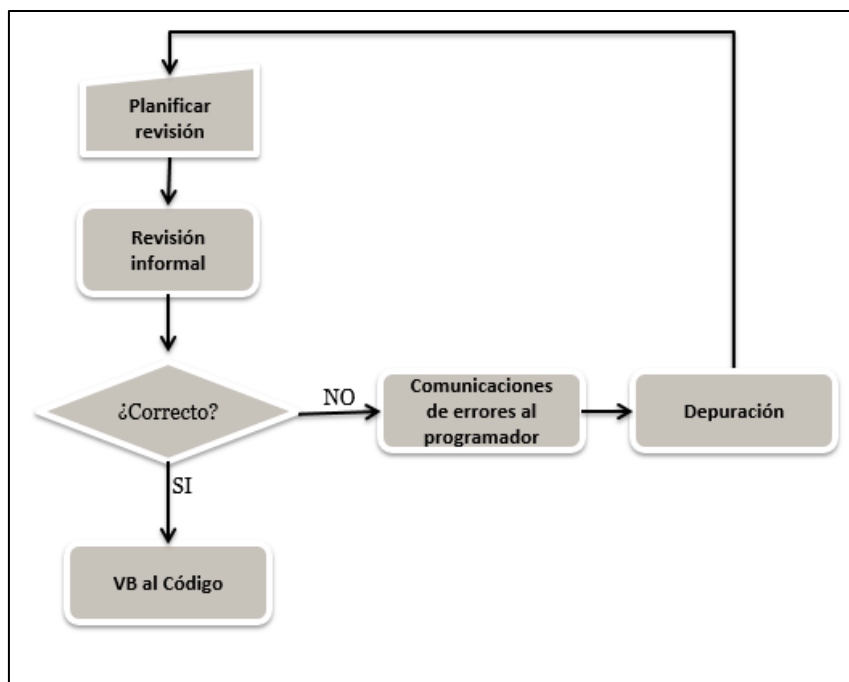 Planificar
revisión
Revisión
informal
¿Correcto?
NO
Comunicaciones
de errores al
programador
Depuración
SI
VB al Código